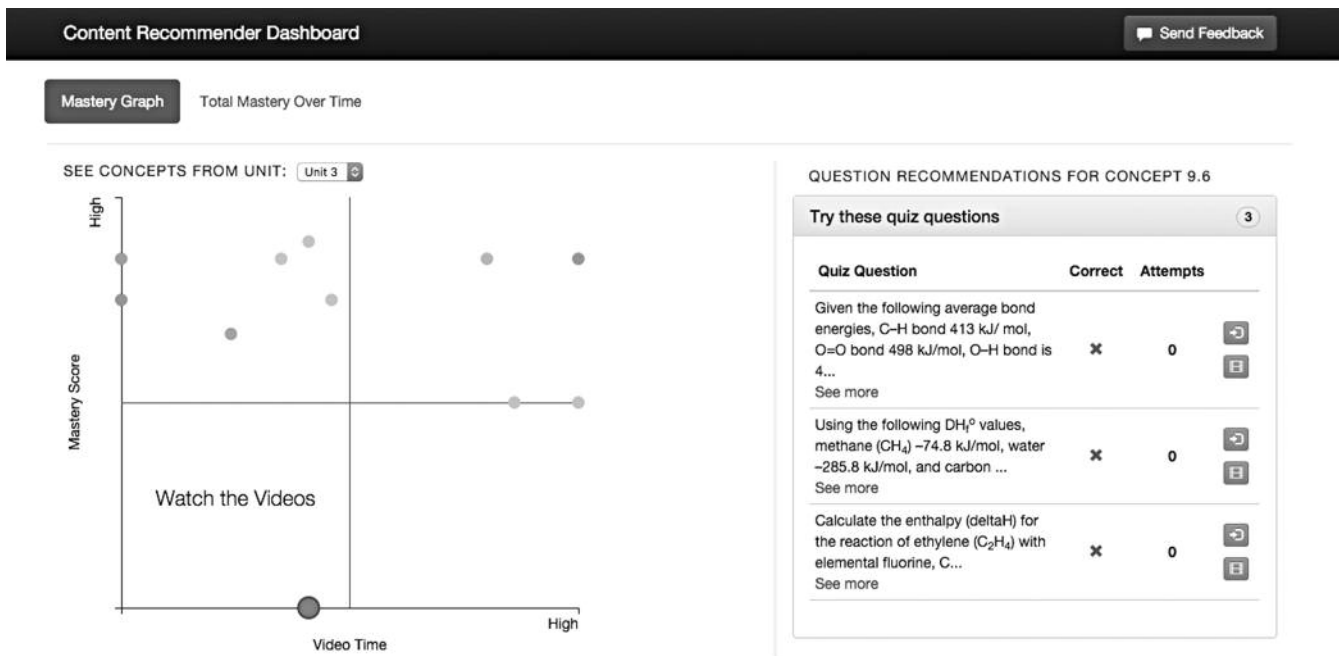 Content Recommender Dashboard
Send Feedback
Mastery Graph
Total Mastery Over Time
SEE CONCEPTS FROM UNIT: Unit 3
High
Mastery Score
Watch the Videos
High
Video Time
QUESTION RECOMMENDATIONS FOR CONCEPT 9.6
Try these quiz questions 3
Quiz Question Correct Attempts
Given the following average bond
energies, C–H bond 413 kJ/ mol,
O=O bond 498 kJ/mol, O–H bond is
4...
0
See more
Using the following DHfº values,
methane (CH₄) –74.8 kJ/mol, water
–285.8 kJ/mol, and carbon ...
0
See more
Calculate the enthalpy (deltaH) for
the reaction of ethylene (C₂H₄) with
elemental fluorine, C...
0
See more